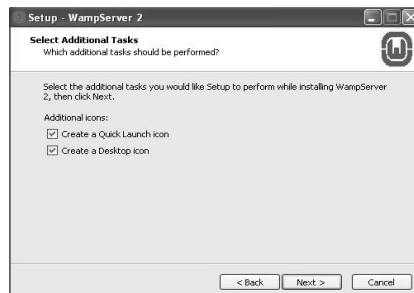 Setup - WampServer 2
Select Additional Tasks
Which additional tasks should be performed?
Select the additional tasks you would like Setup to perform while installing WampServer
2, then click Next.
Additional icons:
Create a Quick Launch icon
Create a Desktop icon
< Back Next > Cancel